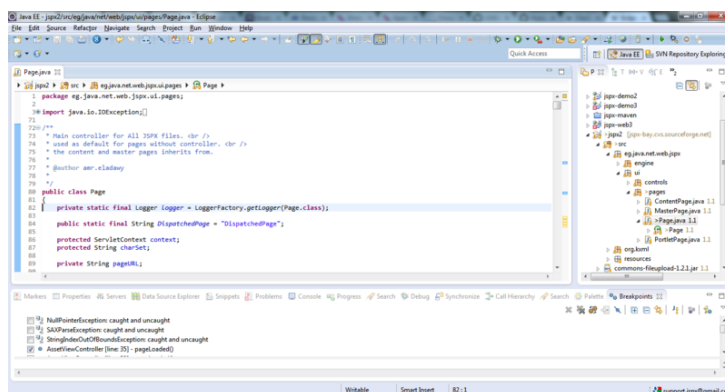 Java EE - jspx2/src/eg/java/net/web/jspx/ui/pages/Page.java - Eclipse
File Edit Source Refactor Navigate Search Project Run Window Help
Quick Access
Java EE
SVN Repository Exploring
Page.java
jspx2 src eg.java.net.web.jspx.ui.pages Page
1 package eg.java.net.web.jspx.ui.pages;
2
3 import java.io.IOException;
71
72 /**
73 * Main controller for All JSPX files. <br />
74 * used as default for pages without controller. <br />
75 * the content and master pages inherits from.
76 *
77 * @author amr.eladawy
78 *
79 */
80 public class Page
81 {
82 private static final Logger logger = LoggerFactory.getLogger(Page.class);
83
84 public static final String DispatchedPage = "DispatchedPage";
85
86 protected ServletContext context;
87 protected String charSet;
88
89 private String pageURL;
jspx-demo2
jspx-demo3
jspx-maven
jspx-web3
>jspx2 [jspx-bay.cvs.sourceforge.net]
>src
eg.java.net.web.jspx
engine
ui
controls
>pages
ContentPage.java 1.1
MasterPage.java 1.1
>Page.java 1.1
Page 1.1
PortletPage.java 1.1
org.kxml
resources
commons-fileupload-1.2.1.jar 1.1
Markers Properties Servers Data Source Explorer Snippets Problems Console Progress Search Debug Synchronize Call Hierarchy Search Palette Breakpoints
NullPointerException: caught and uncaught
SAXParseException: caught and uncaught
StringIndexOutOfBoundsException: caught and uncaught
AssetViewController [line: 35] - pageLoaded()
Writable Smart Insert 82 : 1